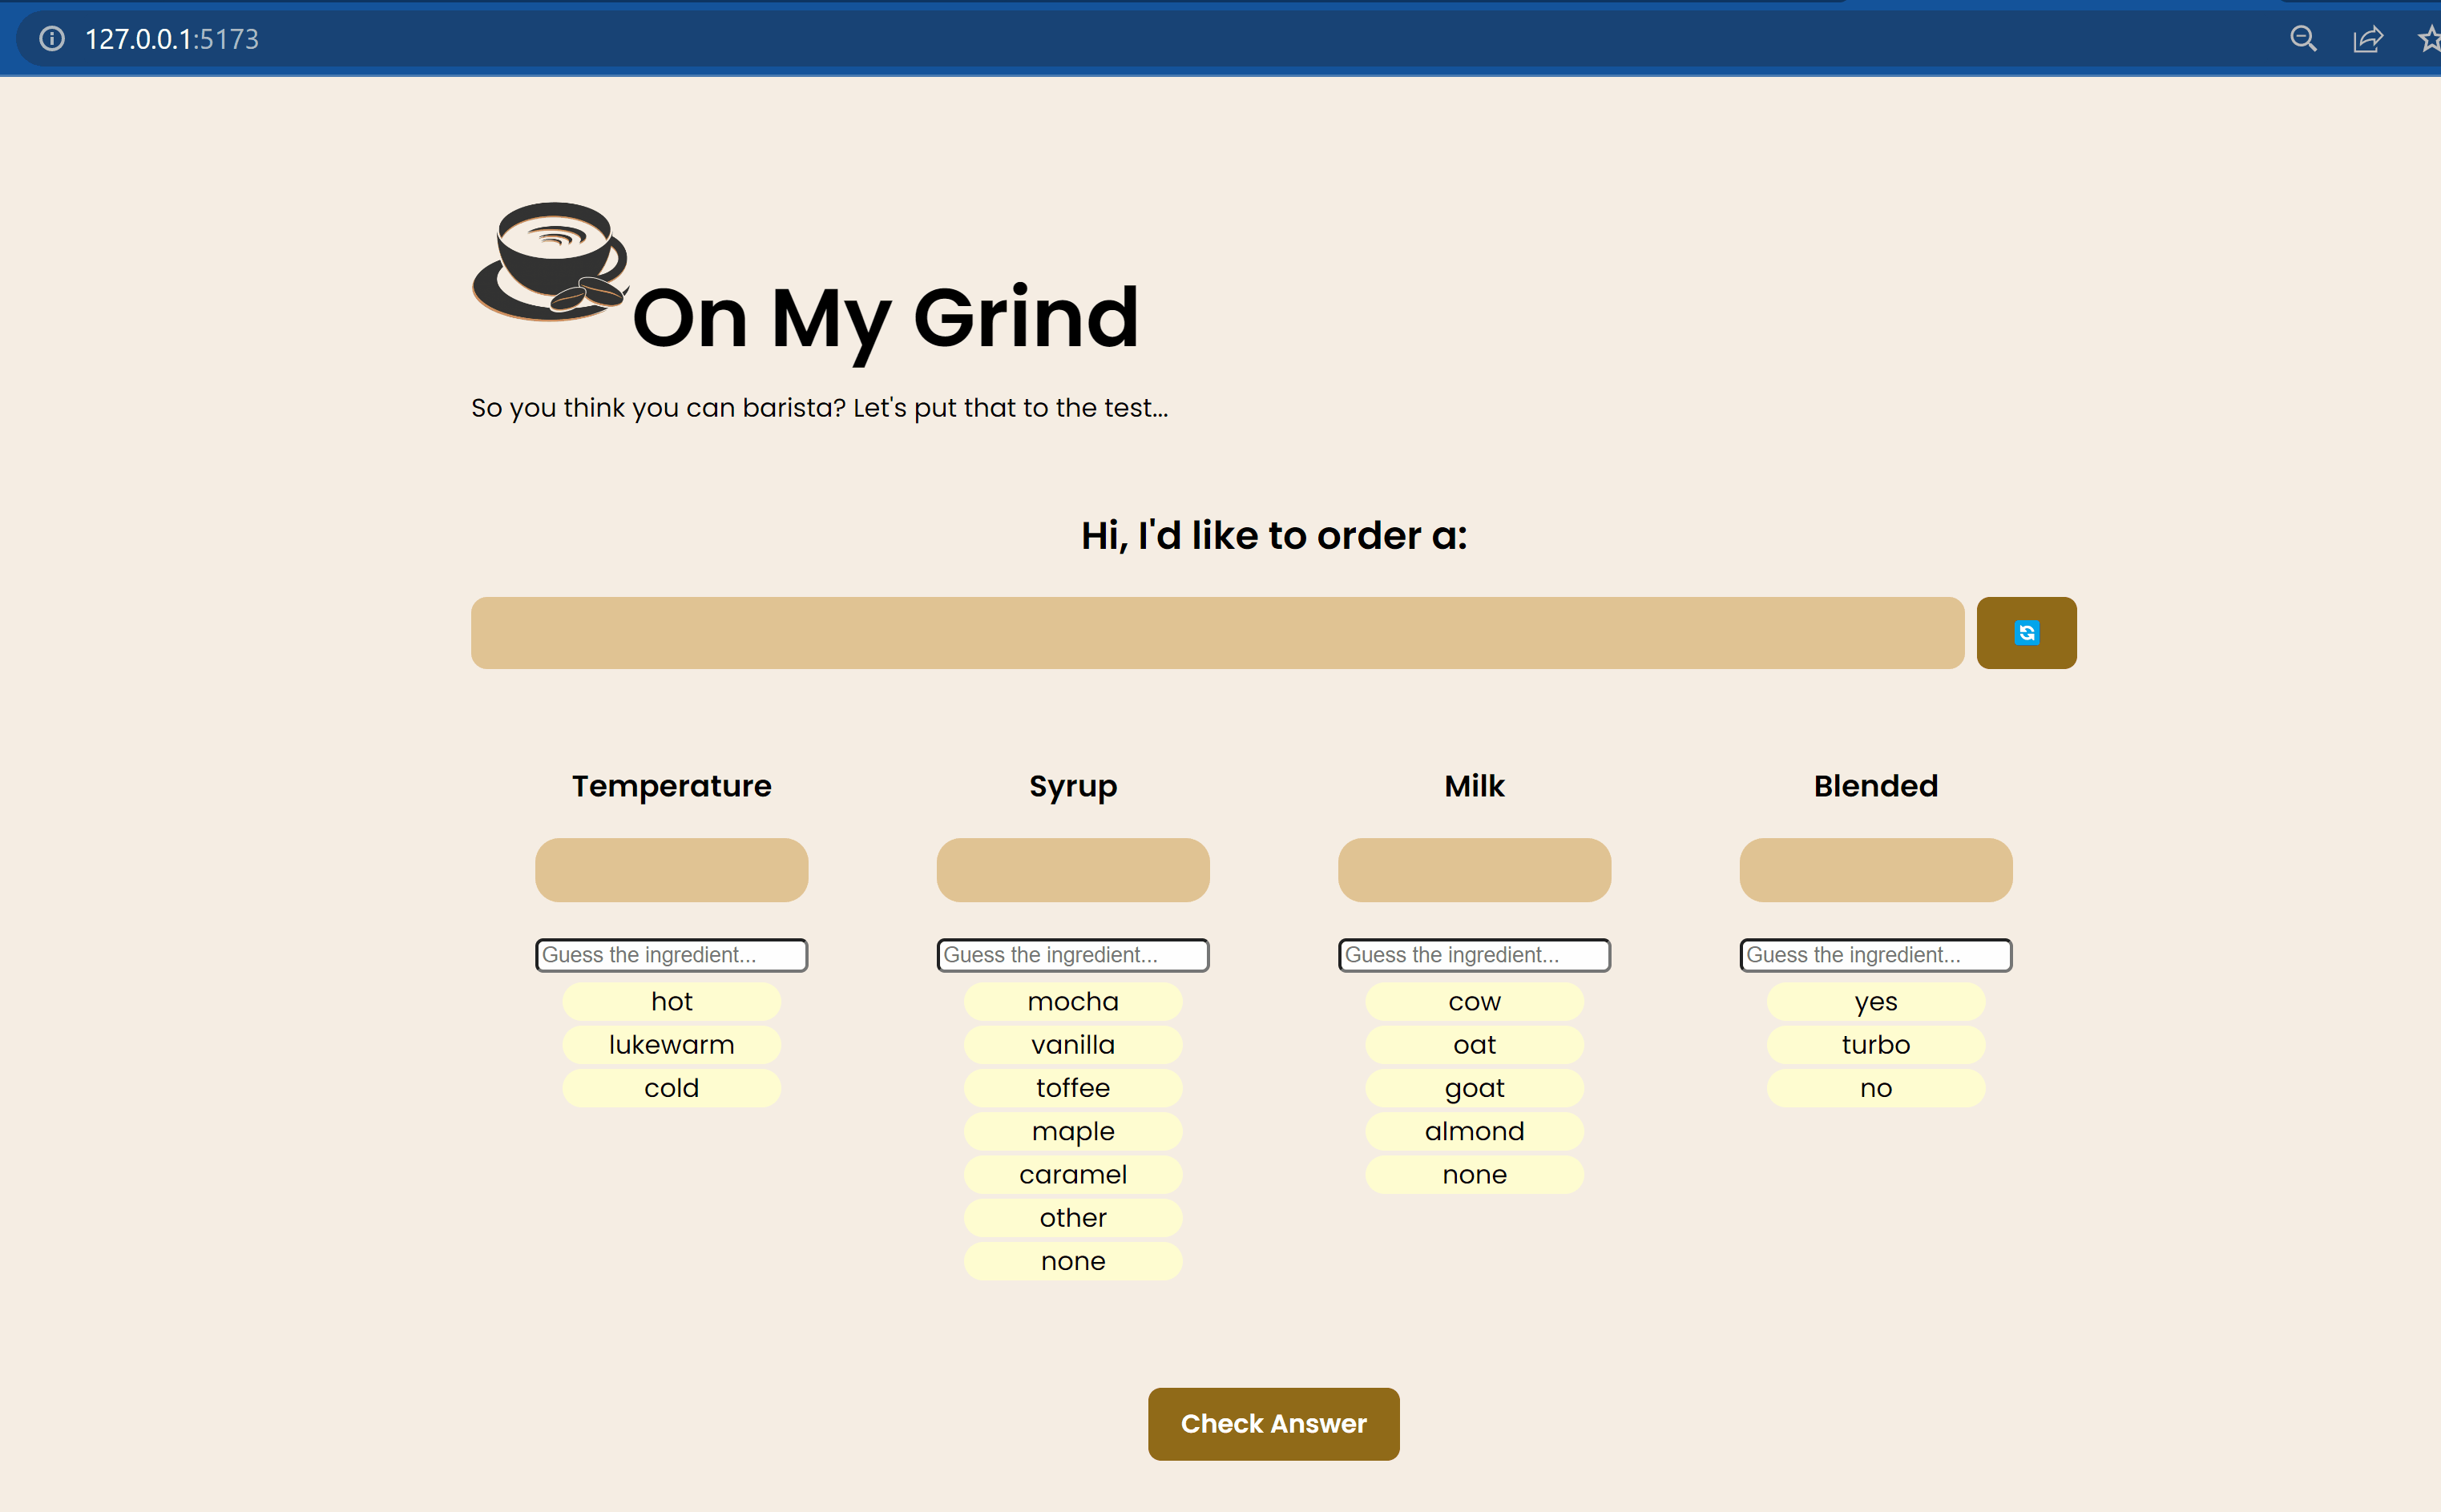 127.0.0.1:5173
On My Grind
So you think you can barista? Let's put that to the test...
Hi, I'd like to order a:
Temperature
Syrup
Milk
Blended
Guess the ingredient...
Guess the ingredient...
Guess the ingredient...
Guess the ingredient...
hot
mocha
cow
yes
lukewarm
vanilla
oat
turbo
cold
toffee
goat
no
maple
almond
caramel
none
other
none
Check Answer